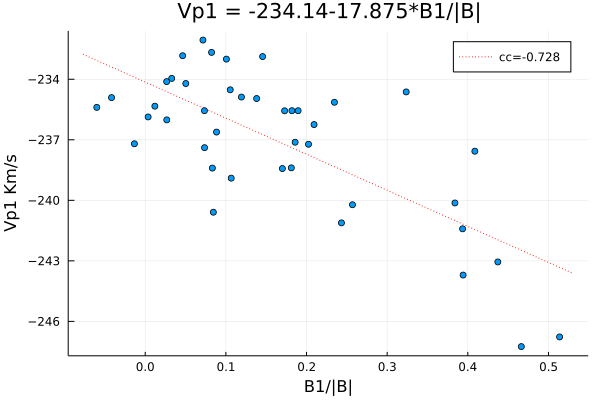 Vp1 = -234.14-17.875*B1/|B|
cc=-0.728
Vp1 Km/s
−234
−237
−240
−243
−246
0.0 0.1 0.2 0.3 0.4 0.5
B1/|B|